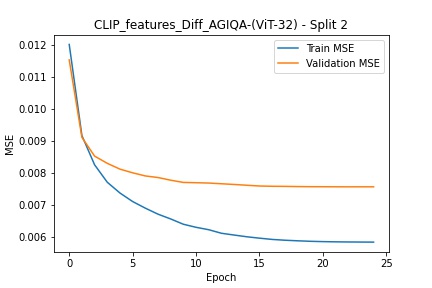 CLIP_features_Diff_AGIQA-(ViT-32) - Split 2
Train MSE
Validation MSE
MSE
0.012
0.011
0.010
0.009
0.008
0.007
0.006
0 5 10 15 20 25
Epoch